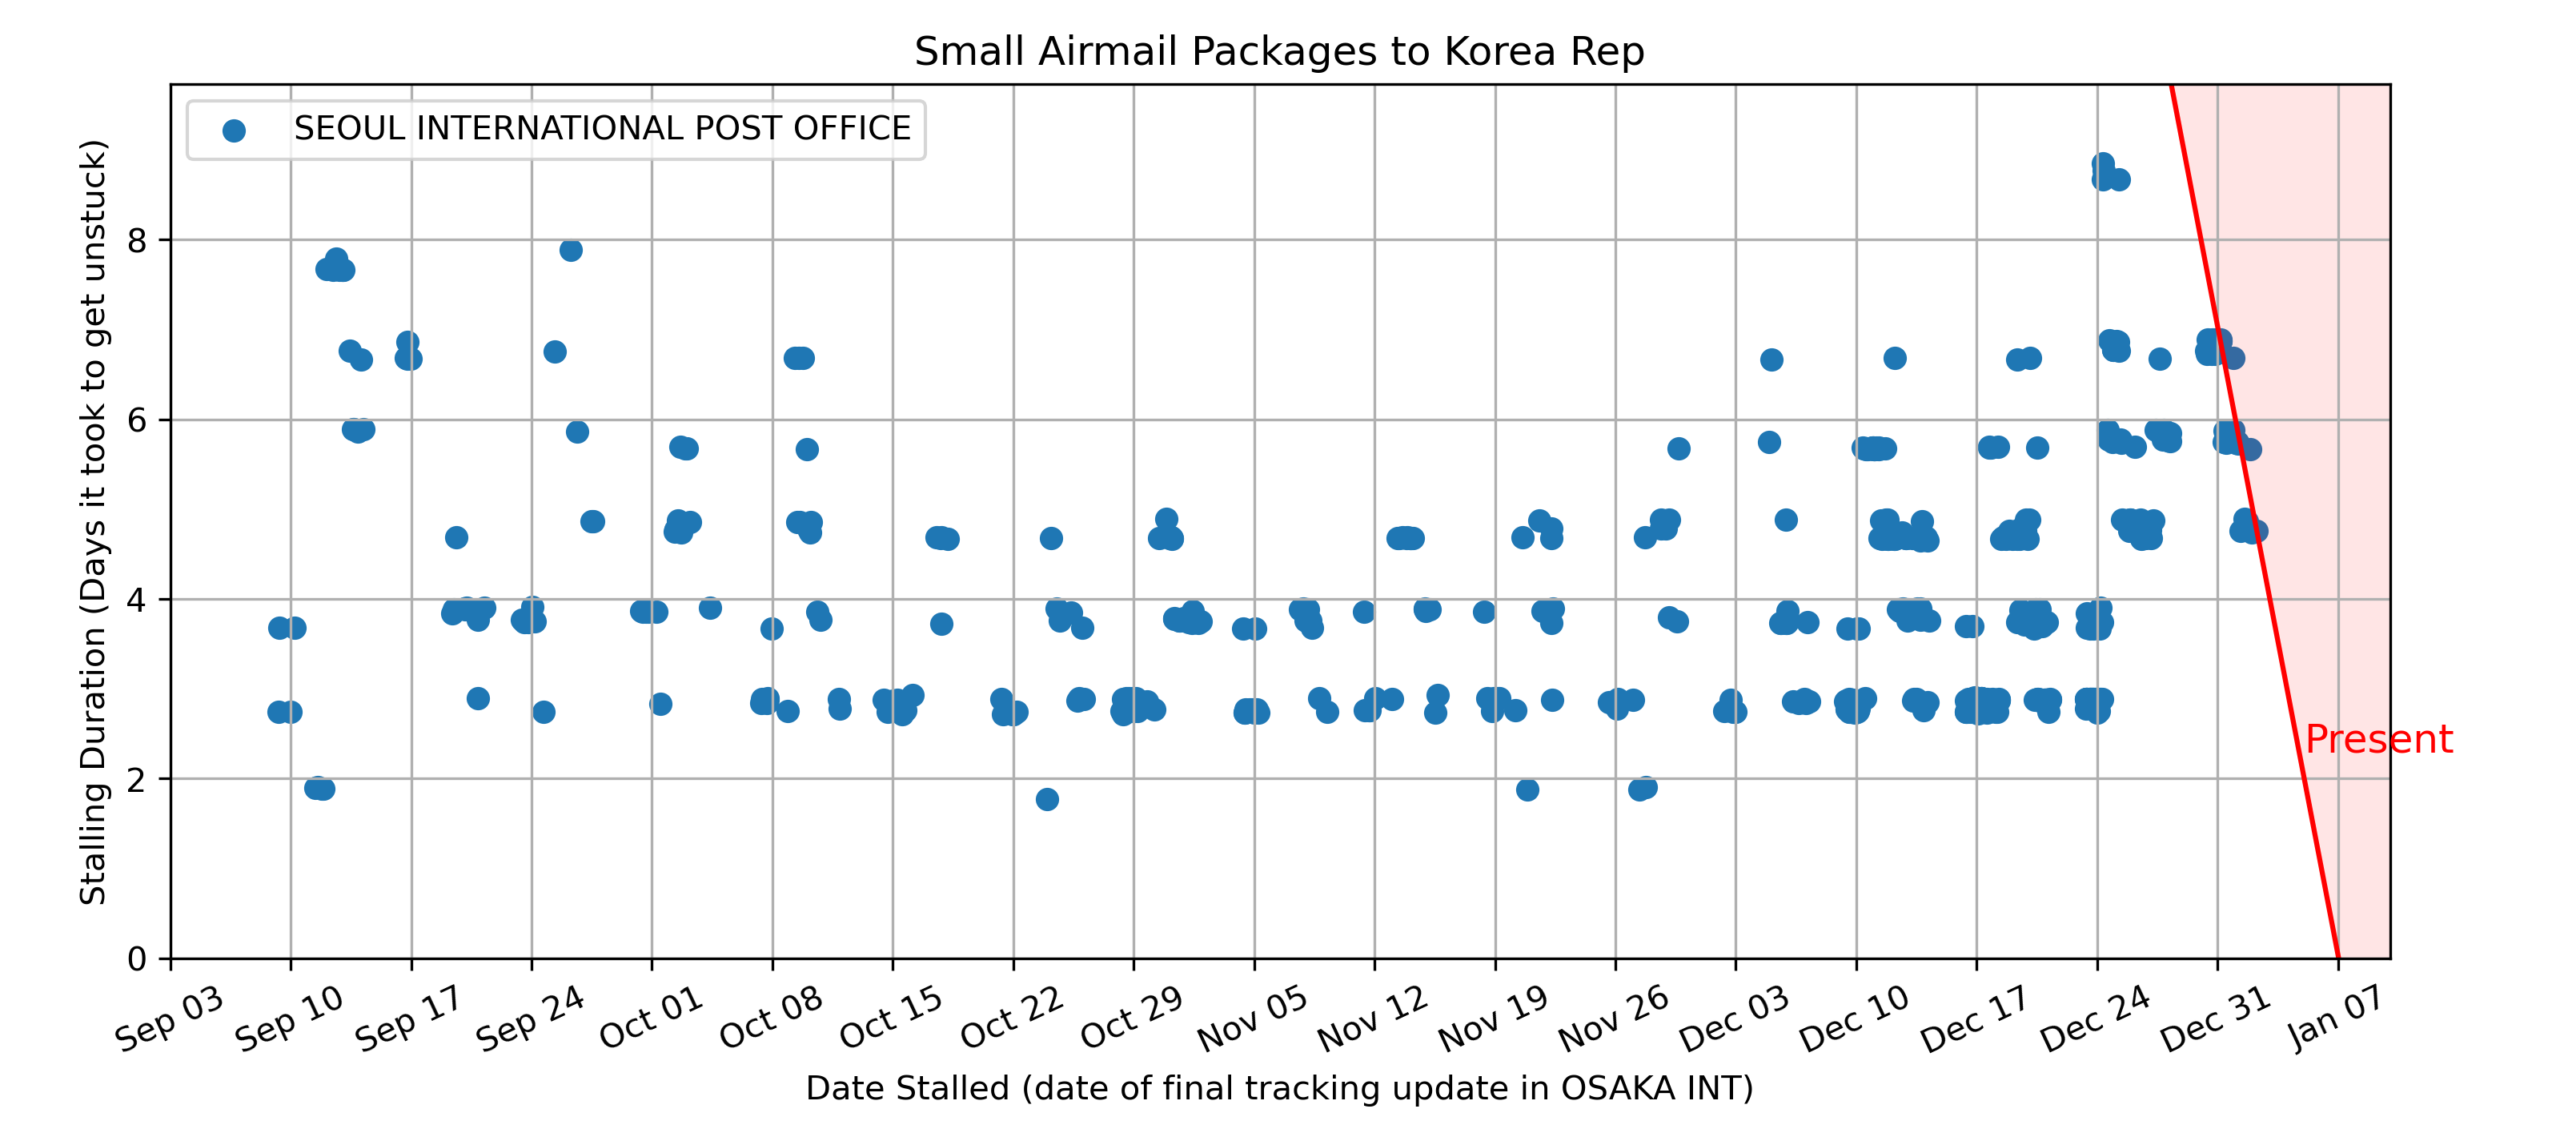 Small Airmail Packages to Korea Rep
SEOUL INTERNATIONAL POST OFFICE
Stalling Duration (Days it took to get unstuck)
8
6
4
2
0
Present
Sep 03 Sep 10 Sep 17 Sep 24 Oct 01 Oct 08 Oct 15 Oct 22 Oct 29 Nov 05 Nov 12 Nov 19 Nov 26 Dec 03 Dec 10 Dec 17 Dec 24 Dec 31 Jan 07
Date Stalled (date of final tracking update in OSAKA INT)